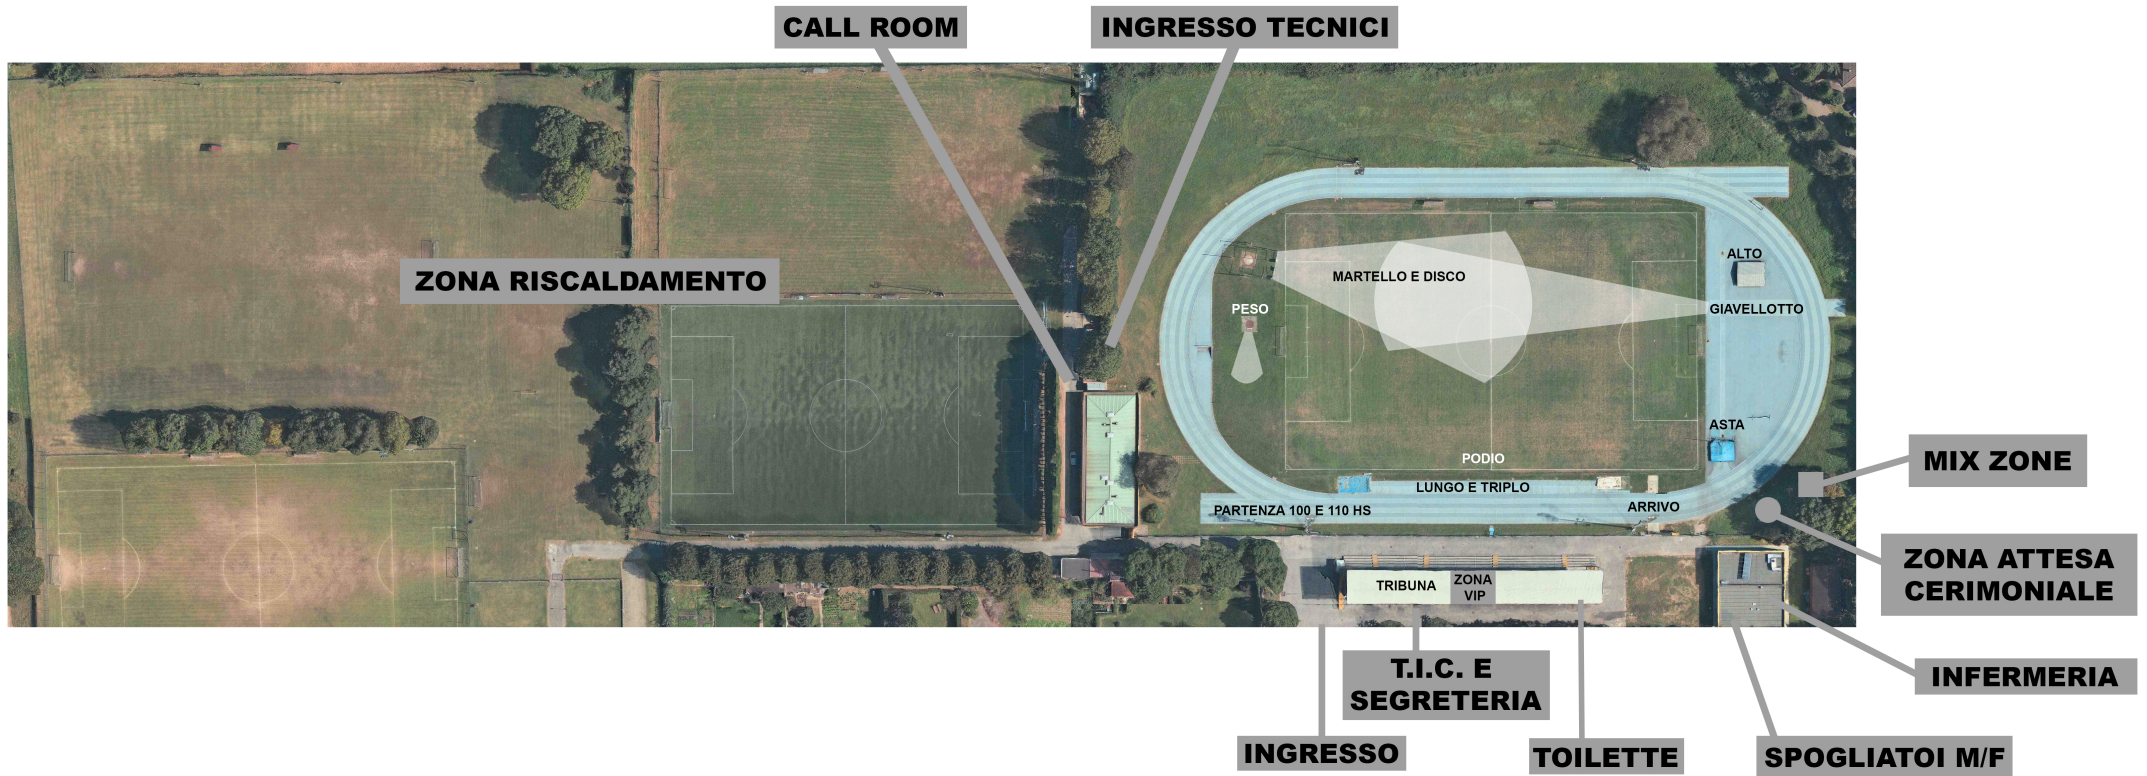 CALL ROOM
INGRESSO TECNICI
ZONA RISCALDAMENTO
ALTO
MARTELLO E DISCO
PESO
GIAVELLOTTO
ASTA
PODIO
LUNGO E TRIPLO
PARTENZA 100 E 110 HS
ARRIVO
MIX ZONE
ZONA ATTESA
CERIMONIALE
TRIBUNA
ZONA
VIP
T.I.C. E
SEGRETERIA
INFERMERIA
INGRESSO
TOILETTE
SPOGLIATOI M/F